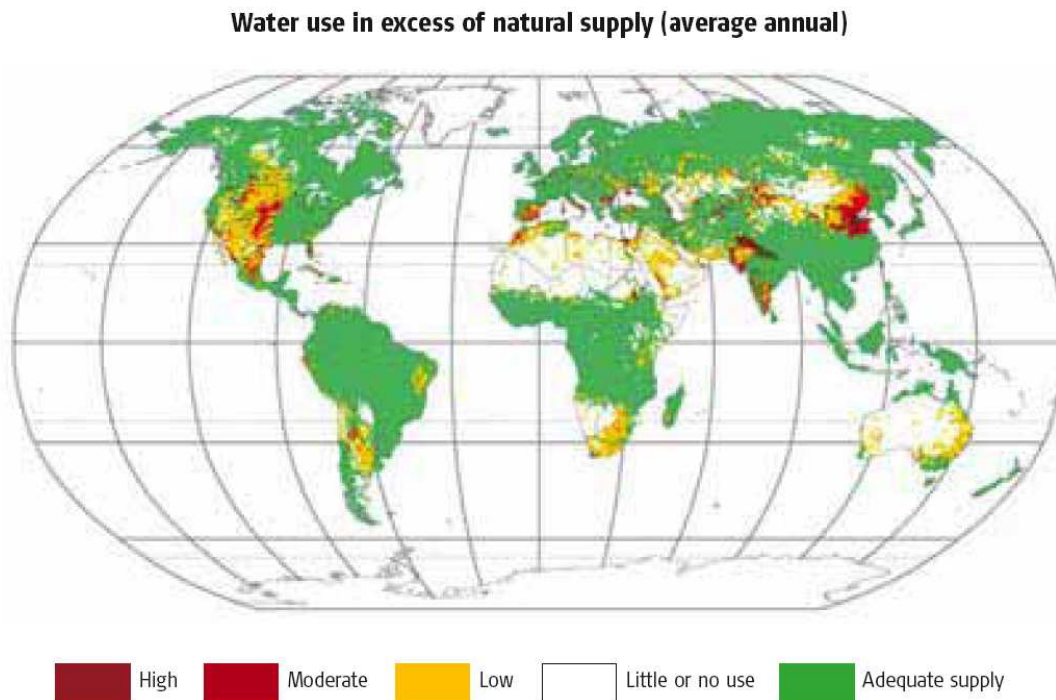 Water use in excess of natural supply (average annual)
High
Moderate
Low
Little or no use
Adequate supply